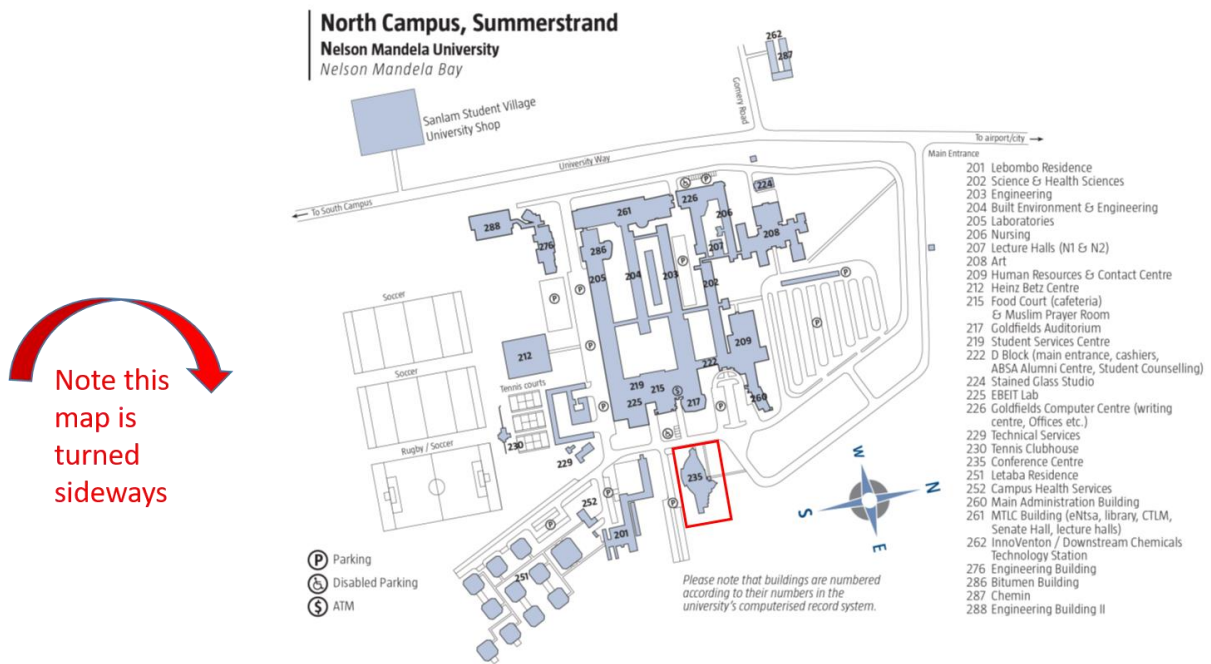 North Campus, Summerstrand
Nelson Mandela University
Nelson Mandela Bay
262
287
Gomery Road
Sanlam Student Village
University Shop
To airport/city
Main Entrance
University Way
To South Campus
P
224
226
206
261
288
276
286
207
208
205
204
203
202
P
P
P
P
P
Soccer
212
P
209
219
215
222
225
$
217
260
P
Tennis courts
Soccer
230
229
Rugby / Soccer
235
252
P
P
P
201
251
W
N
S
E
Note this
map is
turned
sideways
P Parking
Disabled Parking
$ ATM
Please note that buildings are numbered
according to their numbers in the
university's computerised record system.
201 Lebombo Residence
202 Science & Health Sciences
203 Engineering
204 Built Environment & Engineering
205 Laboratories
206 Nursing
207 Lecture Halls (N1 & N2)
208 Art
209 Human Resources & Contact Centre
212 Heinz Betz Centre
215 Food Court (cafeteria)
& Muslim Prayer Room
217 Goldfields Auditorium
219 Student Services Centre
222 D Block (main entrance, cashiers,
ABSA Alumni Centre, Student Counselling)
224 Stained Glass Studio
225 EBEIT Lab
226 Goldfields Computer Centre (writing
centre, Offices etc.)
229 Technical Services
230 Tennis Clubhouse
235 Conference Centre
251 Letaba Residence
252 Campus Health Services
260 Main Administration Building
261 MTLC Building (eNtsa, library, CTLM,
Senate Hall, lecture halls)
262 InnoVenton / Downstream Chemicals
Technology Station
276 Engineering Building
286 Bitumen Building
287 Chemin
288 Engineering Building II